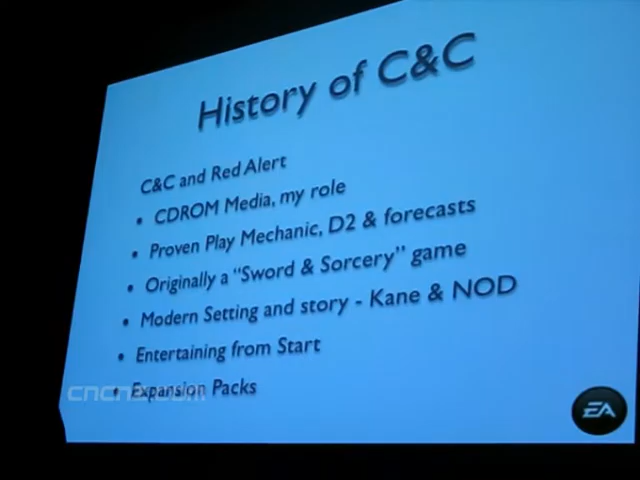 History of C&C
C&C and Red Alert
• CDROM Media, my role
• Proven Play Mechanic, D2 & forecasts
• Originally a “Sword & Sorcery” game
• Modern Setting and story - Kane & NOD
• Entertaining from Start
• Expansion Packs
EA